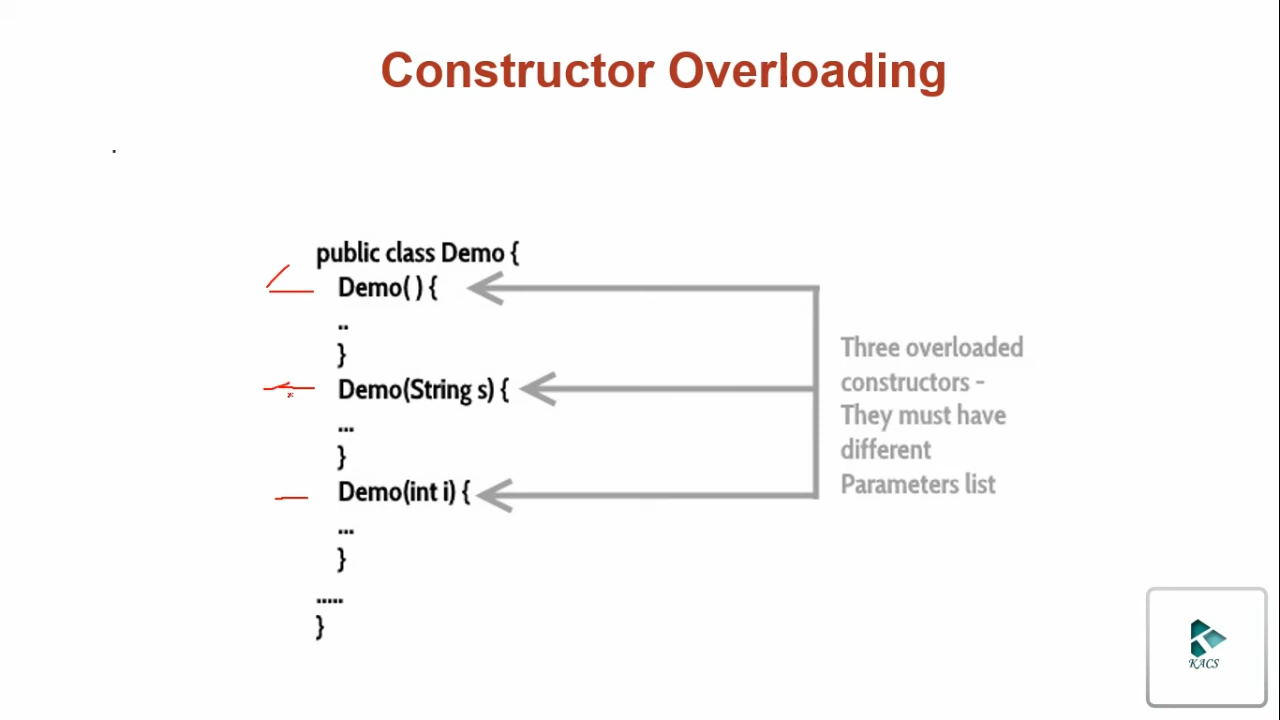 Constructor Overloading
.
public class Demo {
Demo( ) {
..
}
Demo(String s) {
...
}
Demo(int i) {
...
}
.....
}
Three overloaded
constructors -
They must have
different
Parameters list
KACS